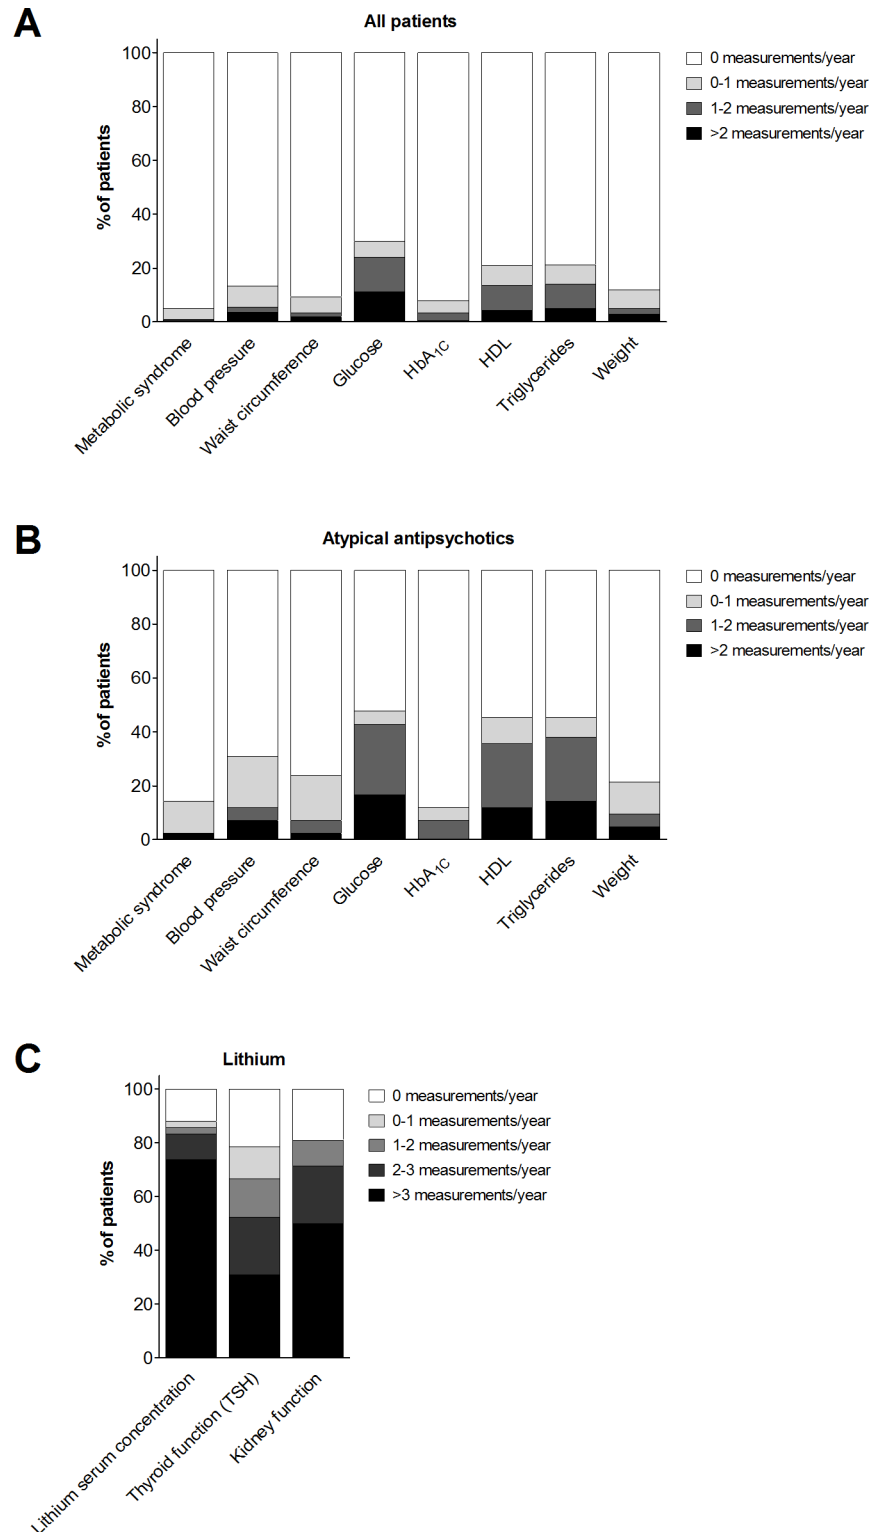 A
All patients
100
80
60
40
20
0
% of patients
Metabolic syndrome
Blood pressure
Waist circumference
Glucose
HbA1C
HDL
Triglycerides
Weight
0 measurements/year
0-1 measurements/year
1-2 measurements/year
>2 measurements/year
B
Atypical antipsychotics
100
80
60
40
20
0
% of patients
Metabolic syndrome
Blood pressure
Waist circumference
Glucose
HbA1C
HDL
Triglycerides
Weight
0 measurements/year
0-1 measurements/year
1-2 measurements/year
>2 measurements/year
C
Lithium
100
80
60
40
20
0
% of patients
Lithium serum concentration
Thyroid function (TSH)
Kidney function
0 measurements/year
0-1 measurements/year
1-2 measurements/year
2-3 measurements/year
>3 measurements/year